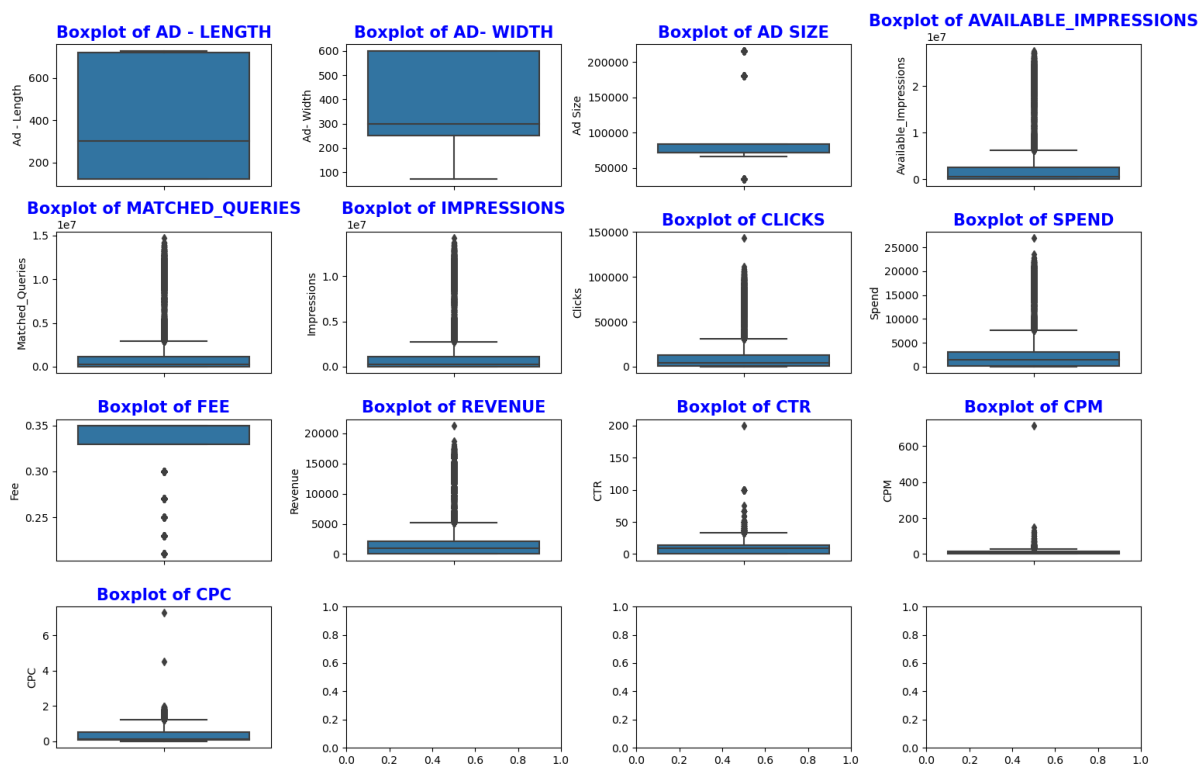 Boxplot of AD - LENGTH
Ad - Length
600
400
200
Boxplot of AD- WIDTH
Ad- Width
600
500
400
300
200
100
Boxplot of AD SIZE
Ad Size
200000
150000
100000
50000
Boxplot of AVAILABLE_IMPRESSIONS
1e7
Available_Impressions
2
1
0
Boxplot of MATCHED_QUERIES
1e7
Matched_Queries
1.5
1.0
0.5
0.0
Boxplot of IMPRESSIONS
1e7
Impressions
1.0
0.5
0.0
Boxplot of CLICKS
Clicks
150000
100000
50000
0
Boxplot of SPEND
Spend
25000
20000
15000
10000
5000
0
Boxplot of FEE
Fee
0.35
0.30
0.25
Boxplot of REVENUE
Revenue
20000
15000
10000
5000
0
Boxplot of CTR
CTR
200
150
100
50
0
Boxplot of CPM
CPM
600
400
200
0
Boxplot of CPC
CPC
6
4
2
0
1.0
0.8
0.6
0.4
0.2
0.0
0.0 0.2 0.4 0.6 0.8 1.0
1.0
0.8
0.6
0.4
0.2
0.0
0.0 0.2 0.4 0.6 0.8 1.0
1.0
0.8
0.6
0.4
0.2
0.0
0.0 0.2 0.4 0.6 0.8 1.0